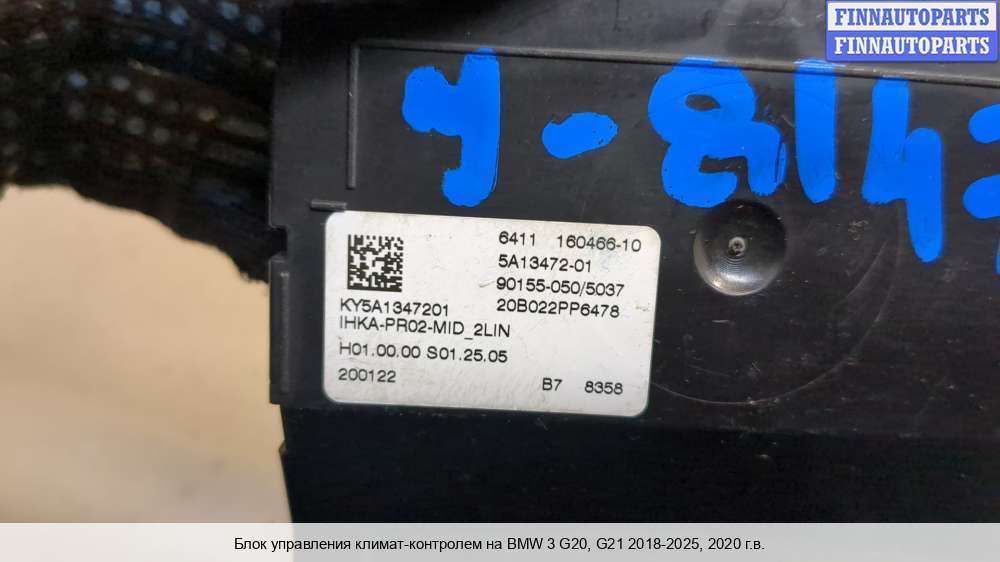 FINNAUTOPARTS
FINNAUTOPARTS
6411 160466-10
5A13472-01
90155-050/5037
20B022PP6478
KY5A1347201
IHKA-PR02-MID_2LIN
H01.00.00 S01.25.05
200122
B7 8358
Блок управления климат-контролем на BMW 3 G20, G21 2018-2025, 2020 г.в.